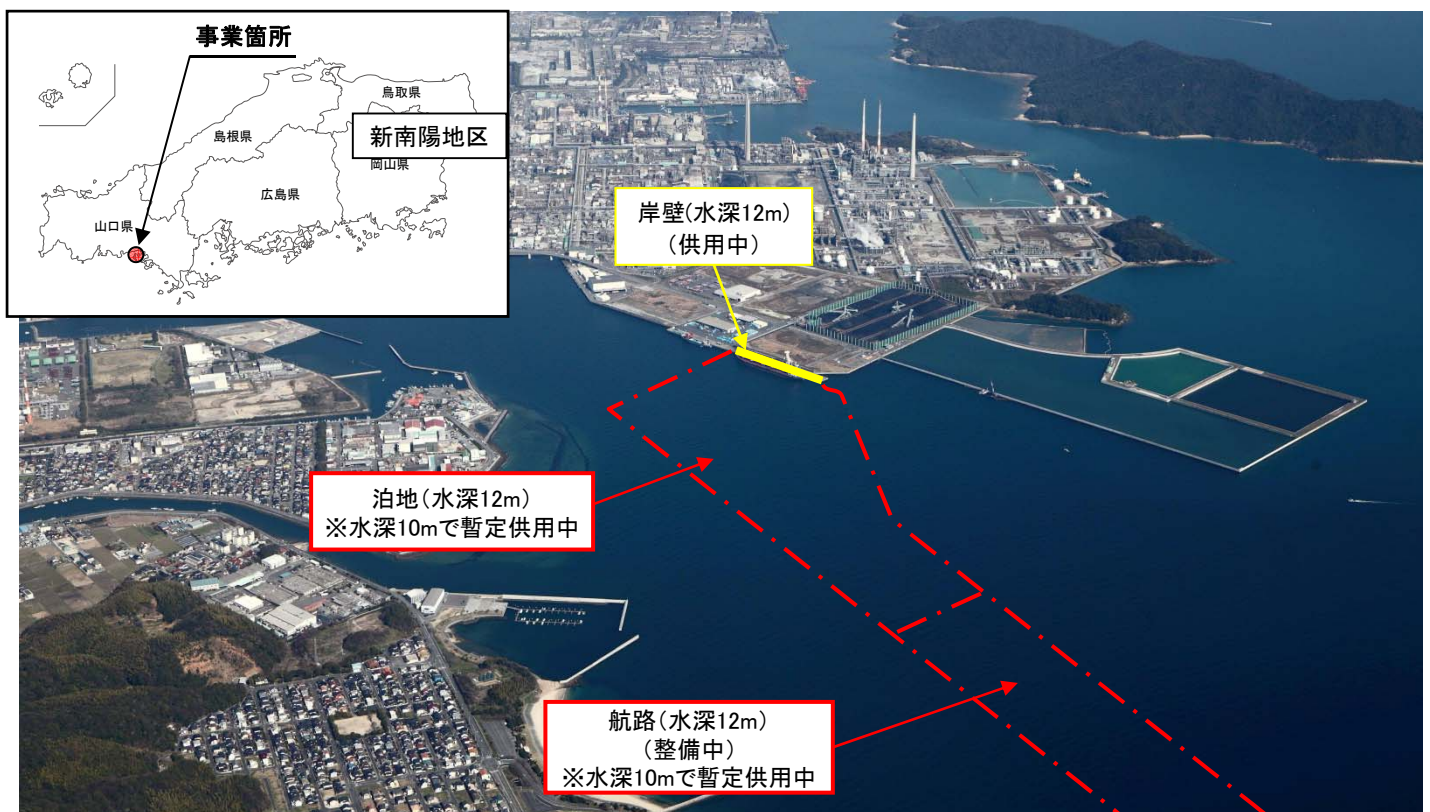 事業箇所
鳥取県
島根県
新南陽地区
岡山県
広島県
山口県
岸壁(水深12m)
(供用中)
泊地(水深12m)
※水深10mで暫定供用中
航路(水深12m)
(整備中)
※水深10mで暫定供用中